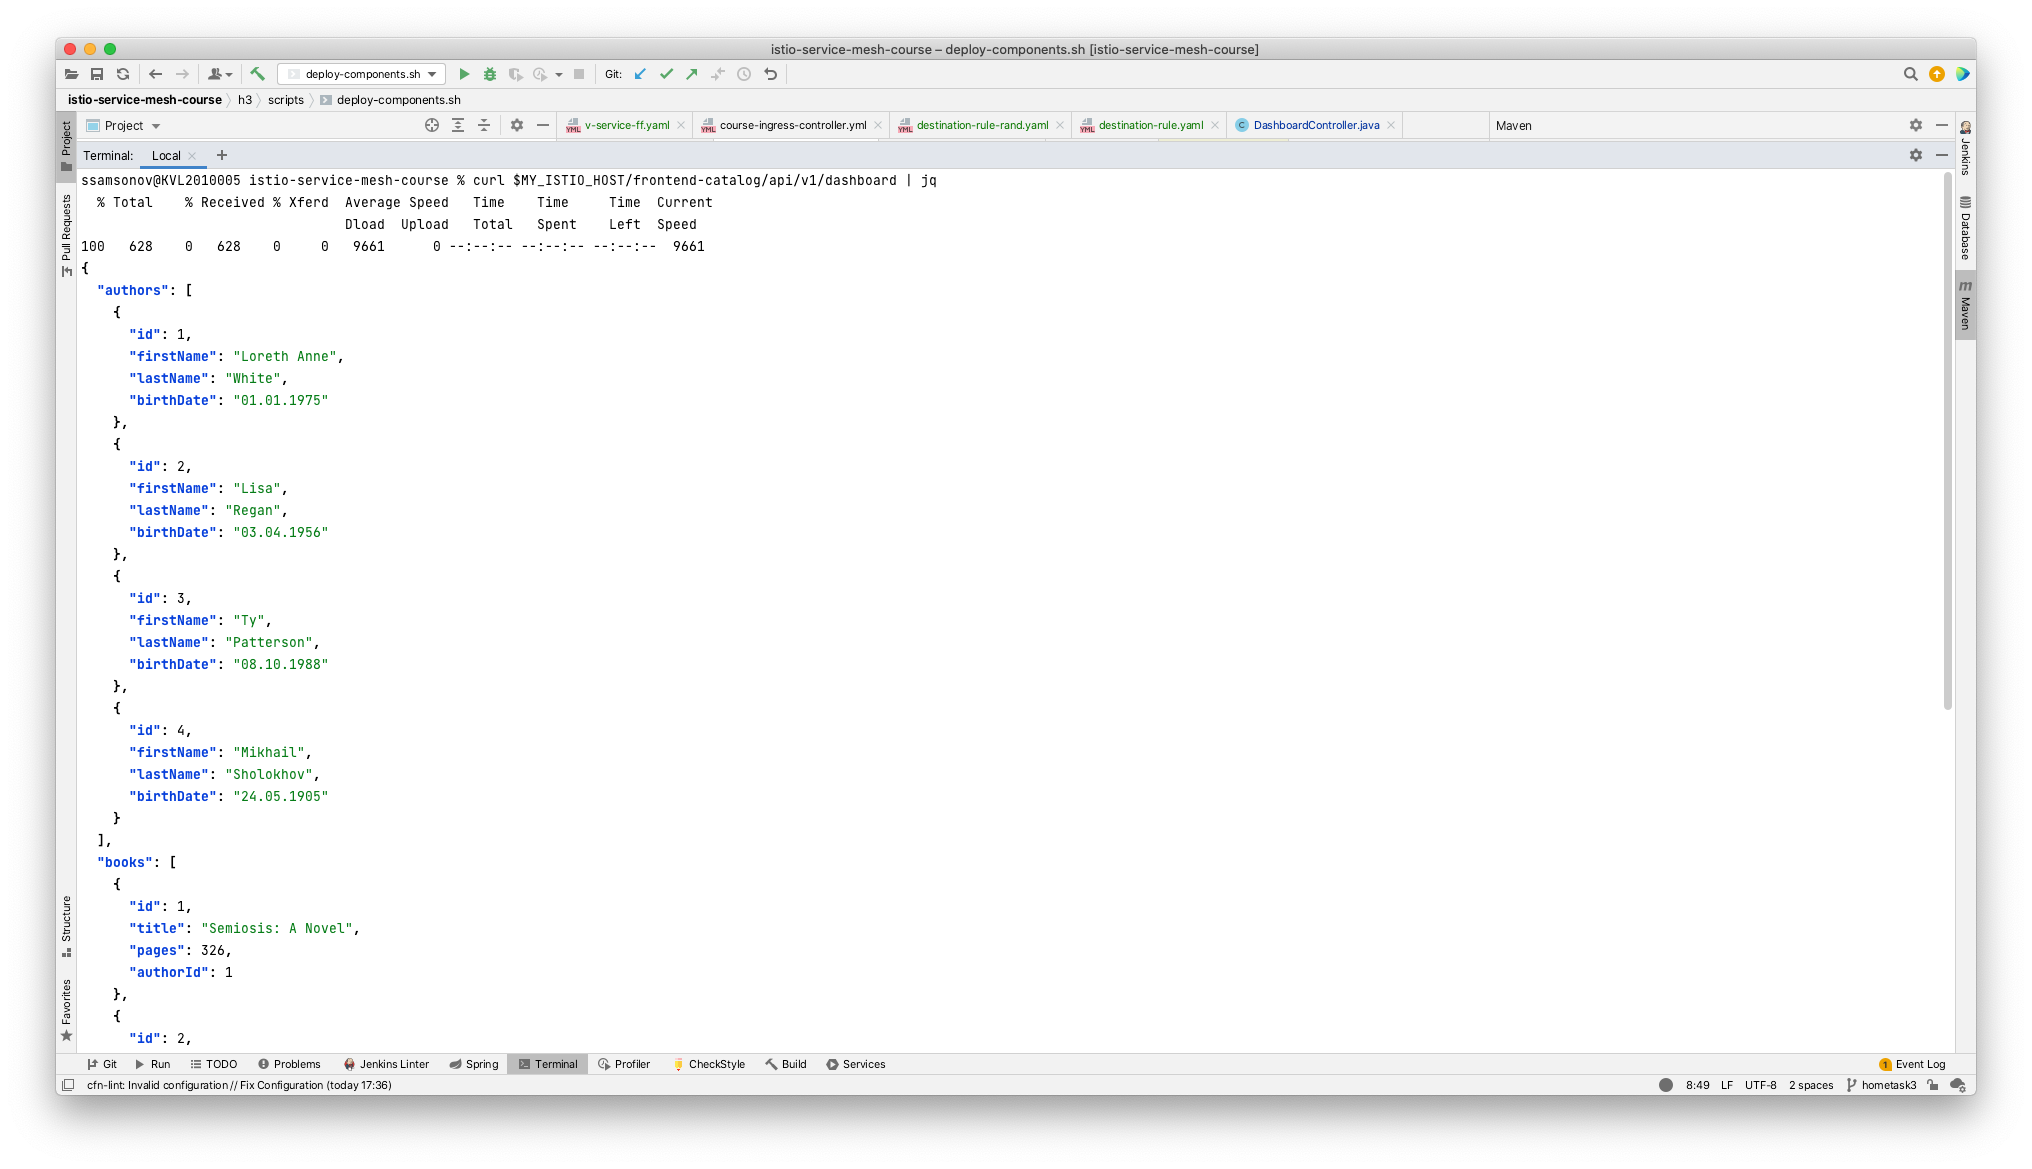 istio-service-mesh-course – deploy-components.sh [istio-service-mesh-course]
deploy-components.sh
Git:
istio-service-mesh-course h3 scripts deploy-components.sh
Project
v-service-ff.yaml
course-ingress-controller.yml
destination-rule-rand.yaml
destination-rule.yaml
DashboardController.java
Maven
Terminal: Local +
ssamsonov@KVL2010005 istio-service-mesh-course % curl $MY_ISTIO_HOST/frontend-catalog/api/v1/dashboard | jq
  % Total    % Received % Xferd  Average Speed   Time    Time     Time  Current
                                 Dload  Upload   Total   Spent    Left  Speed
100   628    0   628    0     0   9661      0 --:--:-- --:--:-- --:--:--  9661
{
  "authors": [
    {
      "id": 1,
      "firstName": "Loreth Anne",
      "lastName": "White",
      "birthDate": "01.01.1975"
    },
    {
      "id": 2,
      "firstName": "Lisa",
      "lastName": "Regan",
      "birthDate": "03.04.1956"
    },
    {
      "id": 3,
      "firstName": "Ty",
      "lastName": "Patterson",
      "birthDate": "08.10.1988"
    },
    {
      "id": 4,
      "firstName": "Mikhail",
      "lastName": "Sholokhov",
      "birthDate": "24.05.1905"
    }
  ],
  "books": [
    {
      "id": 1,
      "title": "Semiosis: A Novel",
      "pages": 326,
      "authorId": 1
    },
    {
      "id": 2,
Project
Pull Requests
Structure
Favorites
Jenkins
Database
Maven
Git Run TODO Problems Jenkins Linter Spring Terminal Profiler CheckStyle Build Services 1 Event Log
cfn-lint: Invalid configuration // Fix Configuration (today 17:36) 8:49 LF UTF-8 2 spaces hometask3